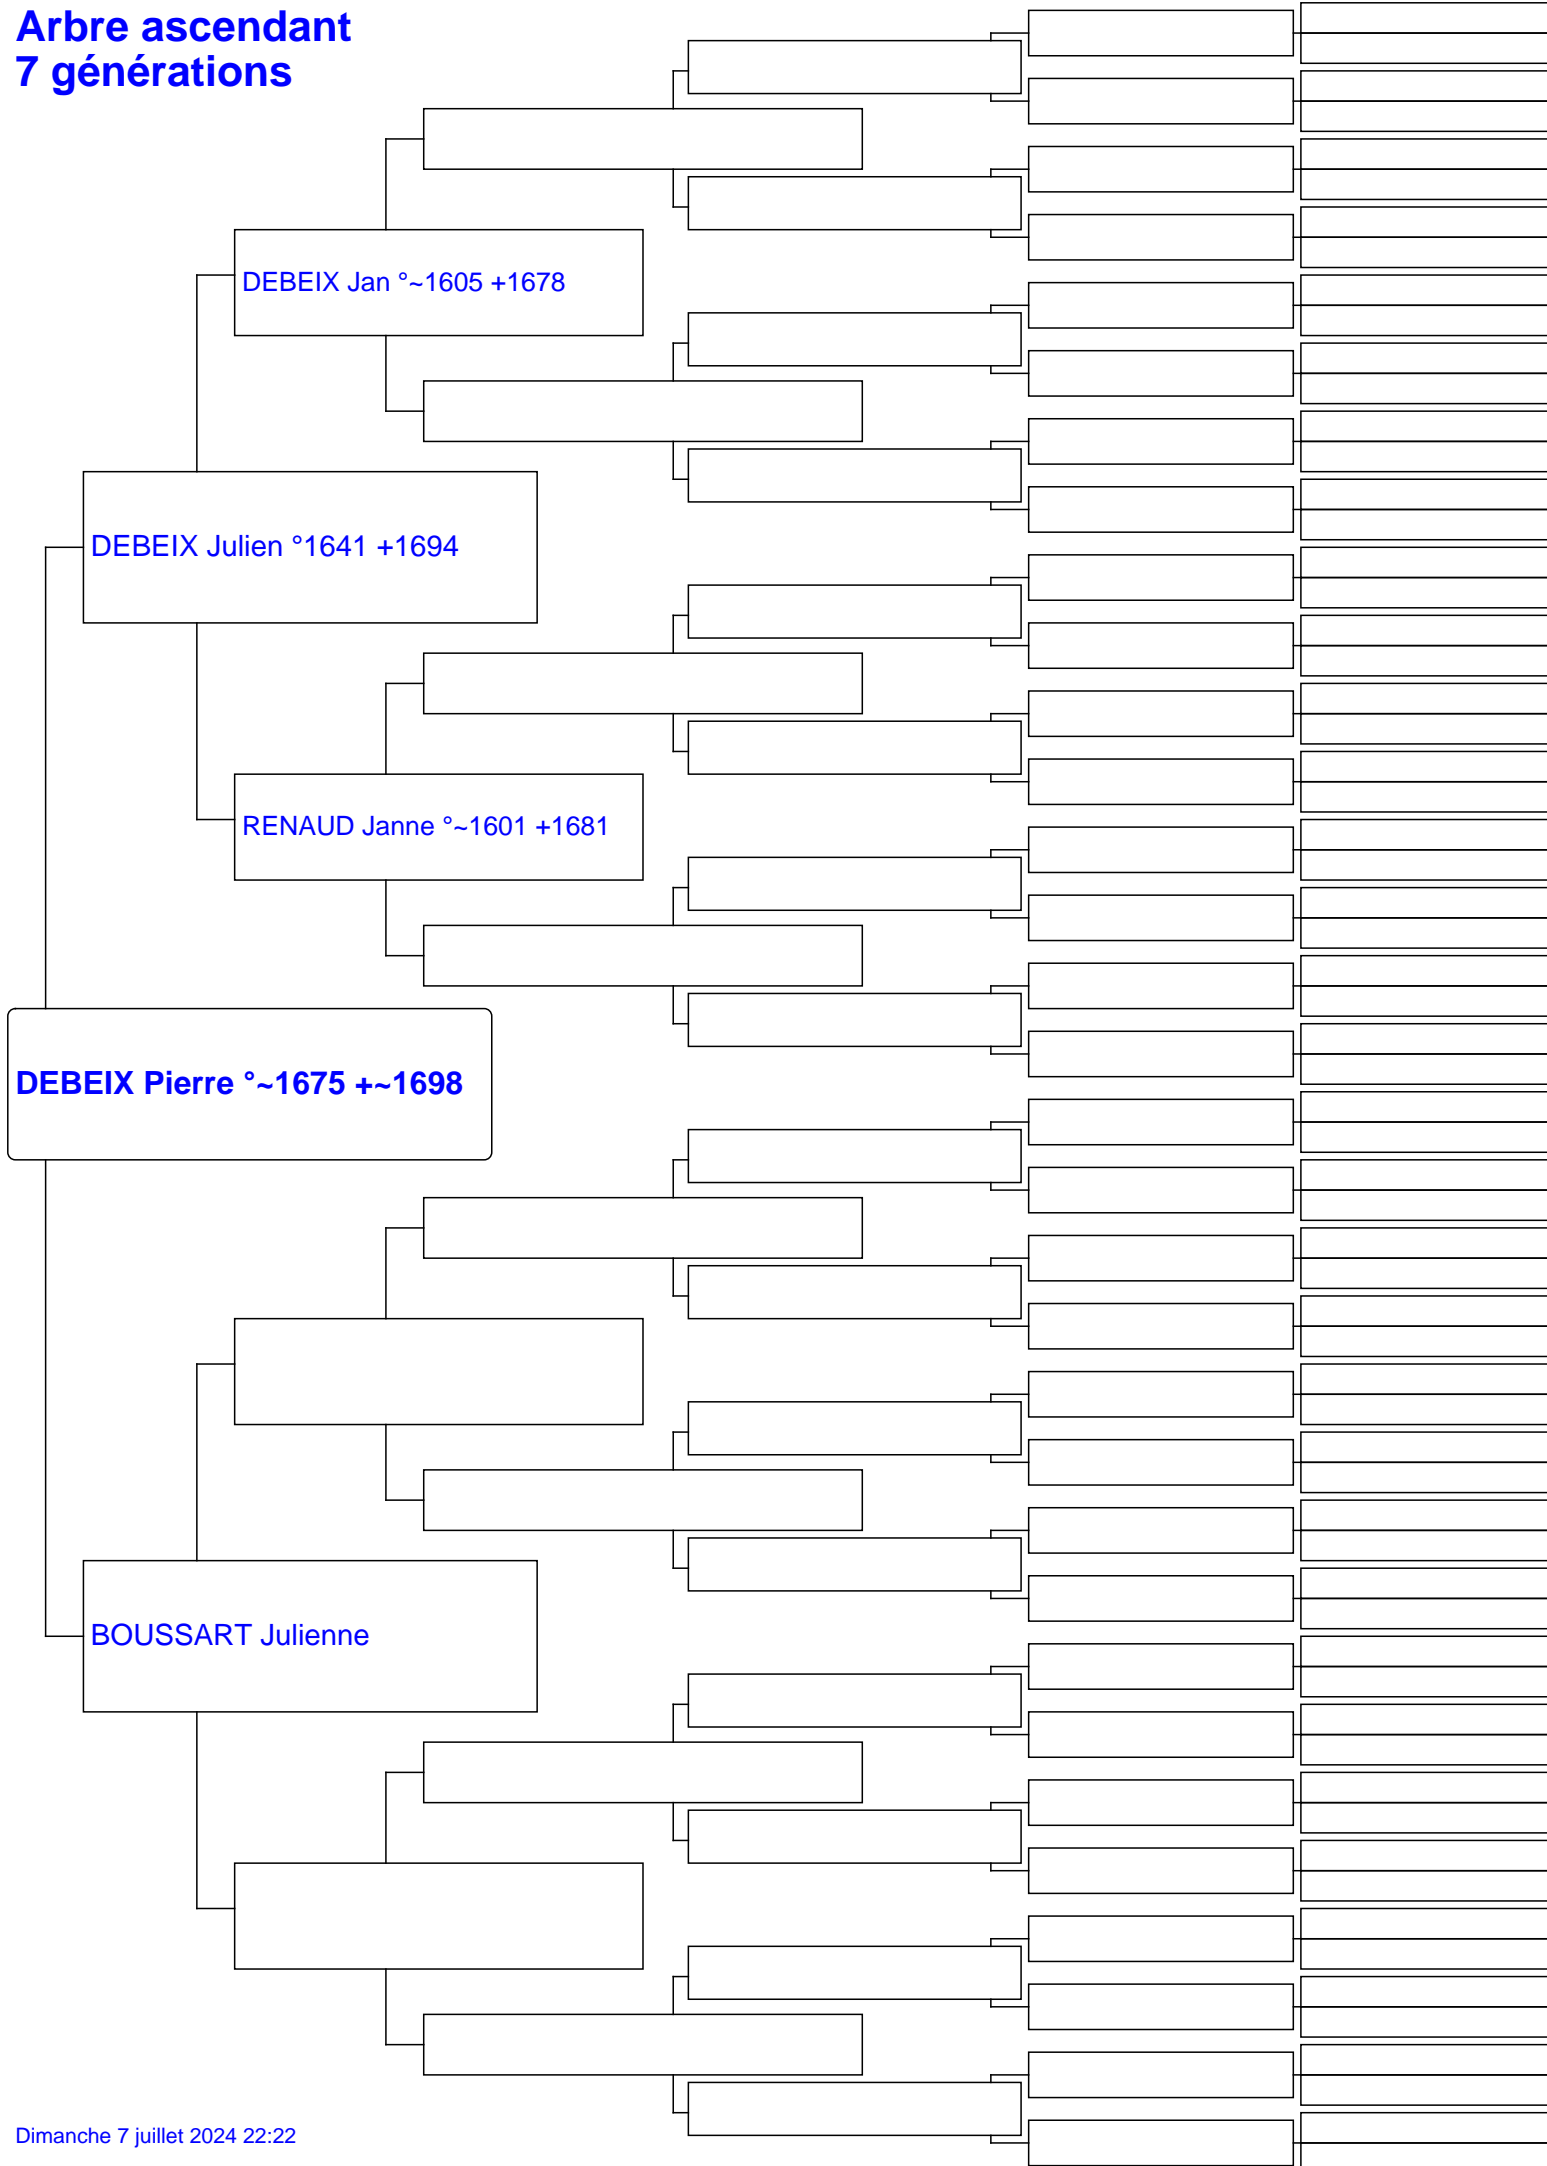 Arbre ascendant
7 générations
DEBEIX Jan °~1605 +1678
DEBEIX Julien °1641 +1694
RENAUD Janne °~1601 +1681
DEBEIX Pierre °~1675 +~1698
BOUSSART Julienne
Dimanche 7 juillet 2024 22:22